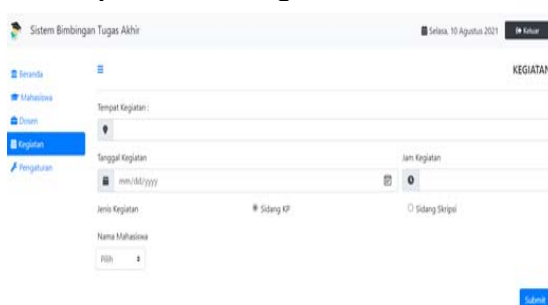 Sistem Bimbingan Tugas Akhir
Selasa, 10 Agustus 2021
Keluar
Beranda
KEGIATAN
Mahasiswa
Dosen
Kegiatan
Pengaturan
Tempat Kegiatan :
Tanggal Kegiatan
Jam Kegiatan
mm/dd/yyyy
Jenis Kegiatan
Sidang KP
Sidang Skripsi
Nama Mahasiswa
Pilih
Submit